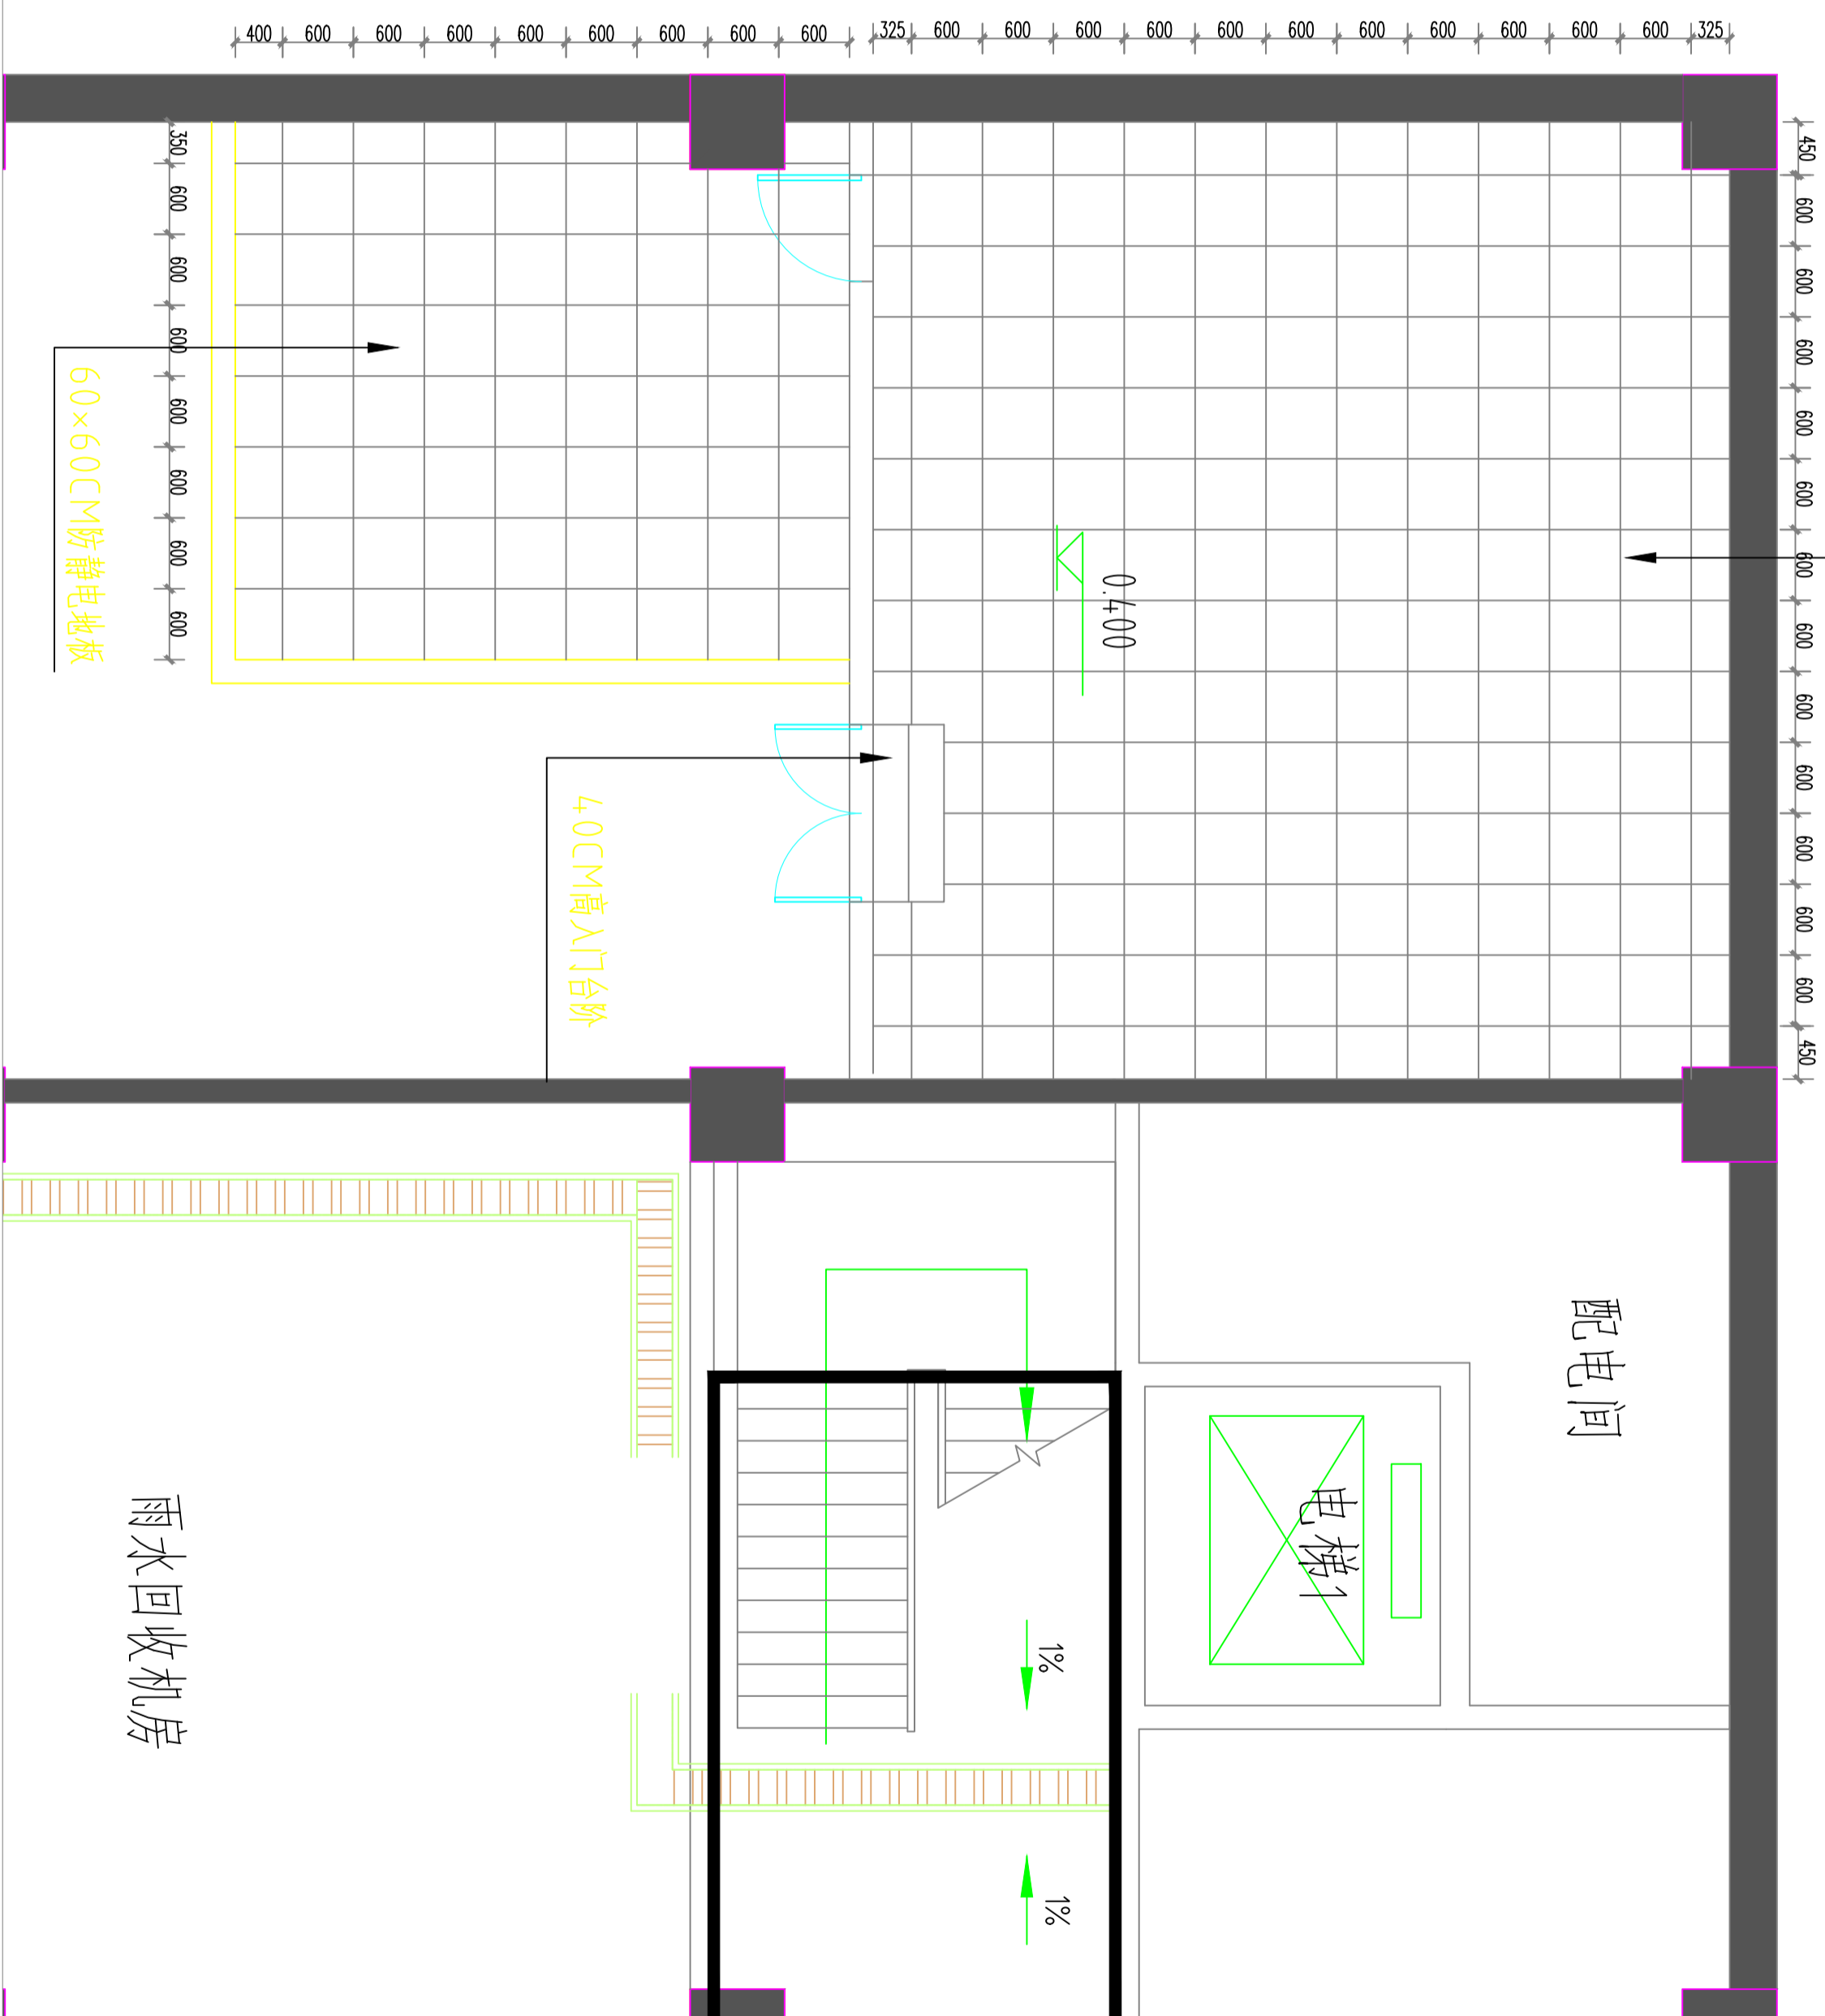 400 600 600 600 600 600 600 600 600
325 600 600 600 600 600 600 600 600 600 600 600 325
450 600 600 600 600 600 600 600 600 600 600 600 600 450
350 600 600 600 600 600 600 600
60×60CM防静电地板
0.400
40CM高入门台阶
配电间
电梯1
雨水回收机房
1%
1%